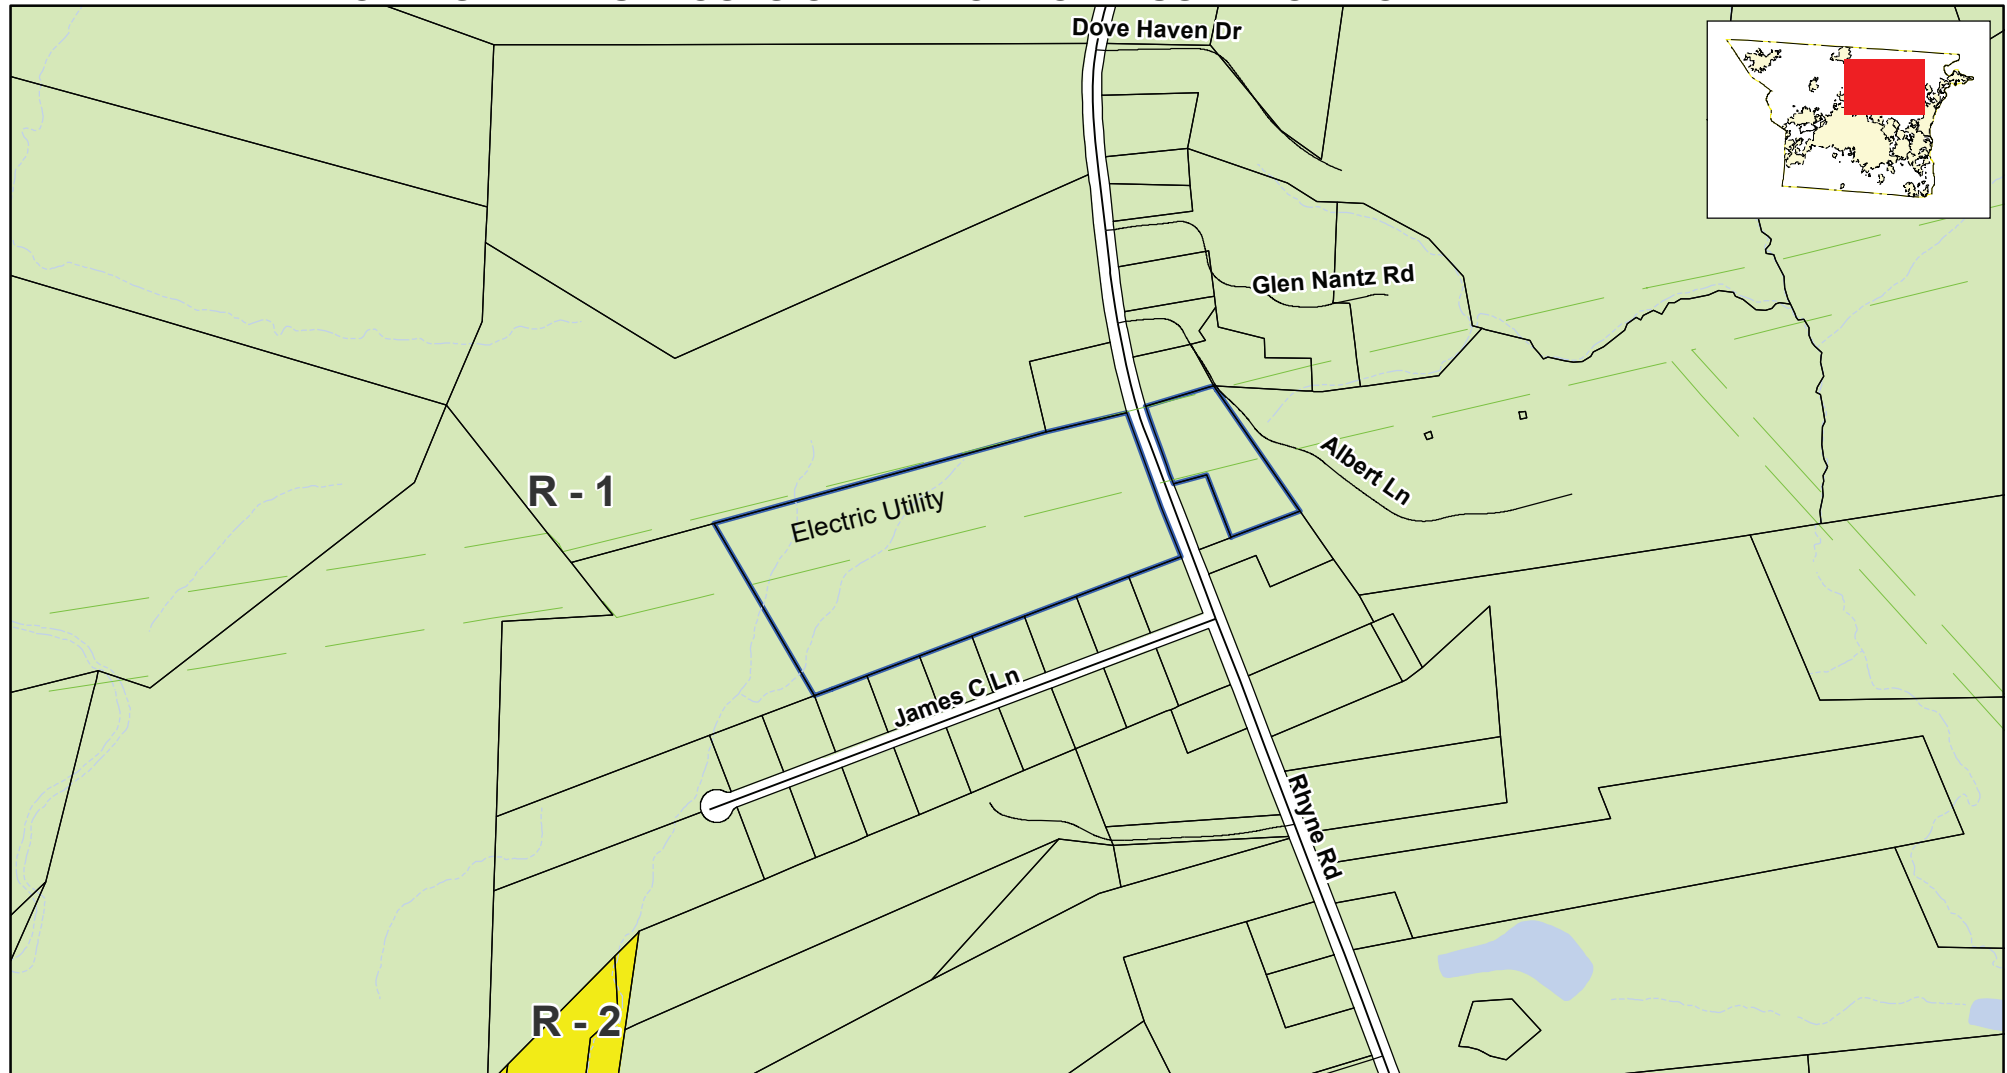 Dove Haven Dr
Glen Nantz Rd
Albert Ln
R - 1
Electric Utility
James C Ln
Rhyne Rd
R - 2